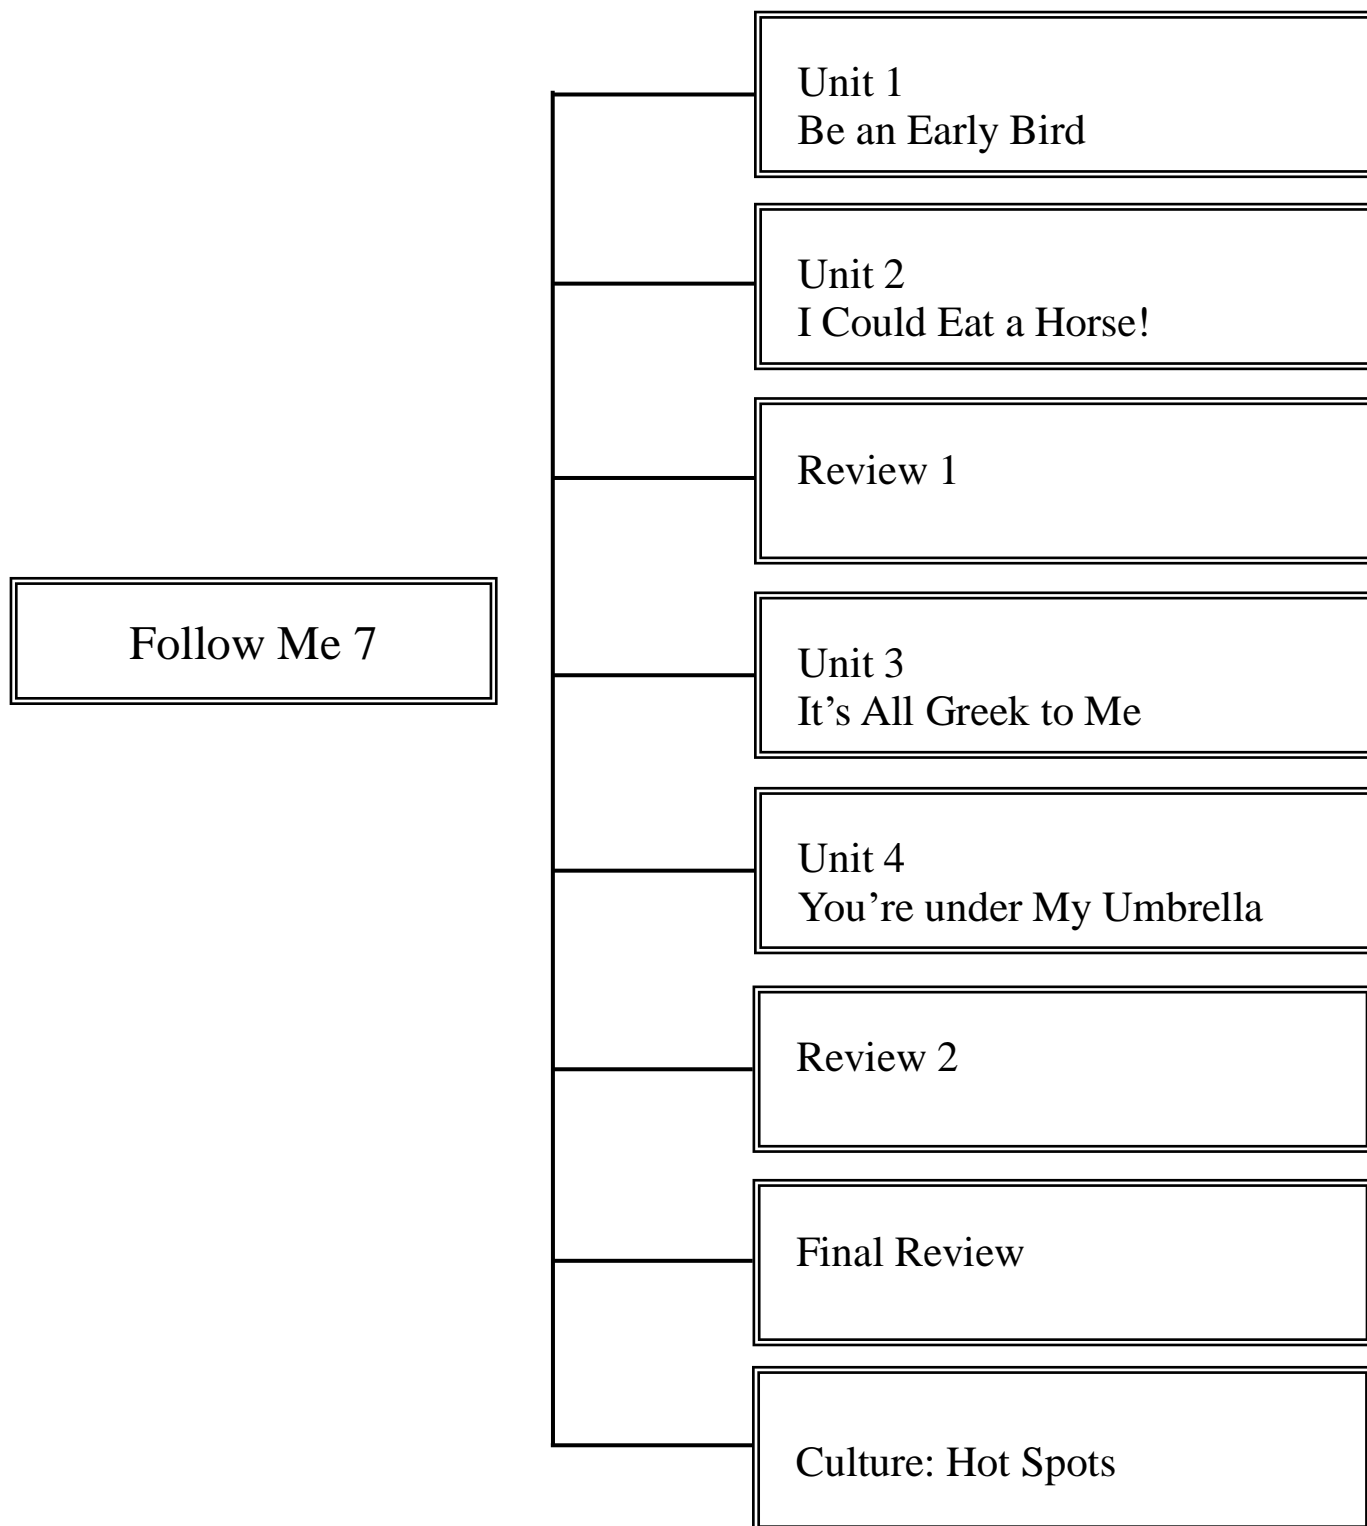 Follow Me 7
Unit 1
Be an Early Bird
Unit 2
I Could Eat a Horse!
Review 1
Unit 3
It’s All Greek to Me
Unit 4
You’re under My Umbrella
Review 2
Final Review
Culture: Hot Spots